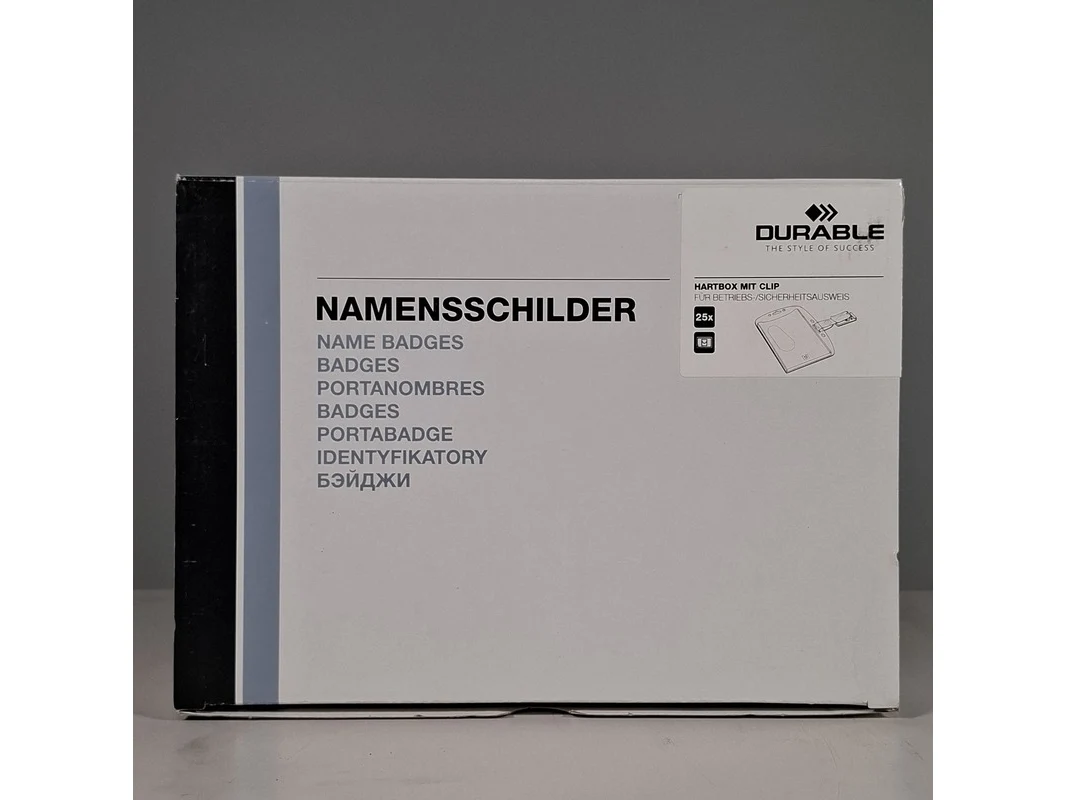 DURABLE
THE STYLE OF SUCCESS
HARTBOX MIT CLIP
FÜR BETRIEBS-/SICHERHEITSAUSWEIS
25x
NAMENSSCHILDER
NAME BADGES
BADGES
PORTANOMBRES
BADGES
PORTABADGE
IDENTYFIKATORY
БЭЙДЖИ